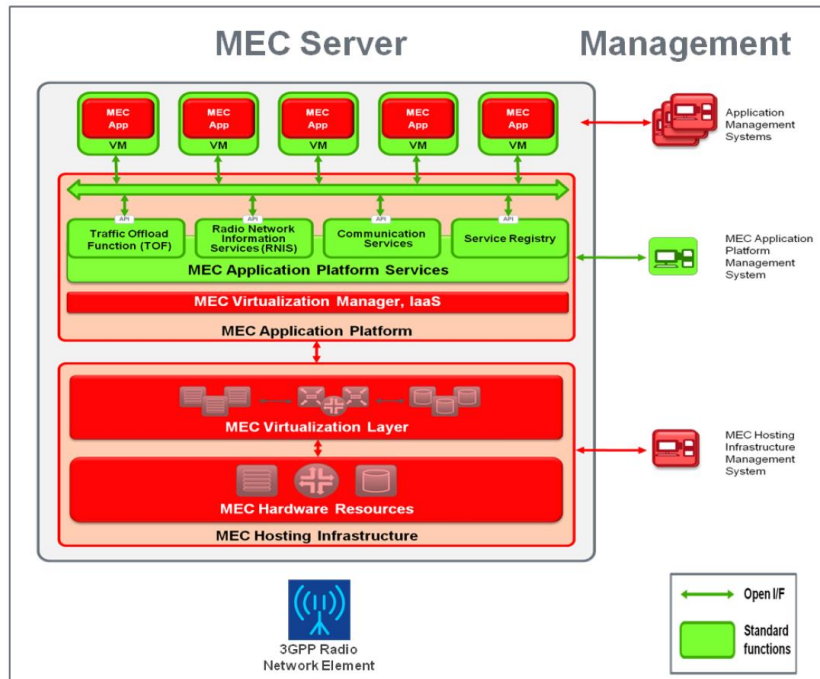 MEC Server
Management
MEC
App
VM
MEC
App
VM
MEC
App
VM
MEC
App
VM
MEC
App
VM
Application
Management
Systems
API
API
API
API
Traffic Offload
Function (TOF)
Radio Network
Information
Services (RNIS)
Communication
Services
Service Registry
MEC Application Platform Services
MEC Application
Platform
Management
System
MEC Virtualization Manager, IaaS
MEC Application Platform
MEC Virtualization Layer
MEC Hosting
Infrastructure
Management
System
MEC Hardware Resources
MEC Hosting Infrastructure
3GPP Radio
Network Element
Open I/F
Standard
functions